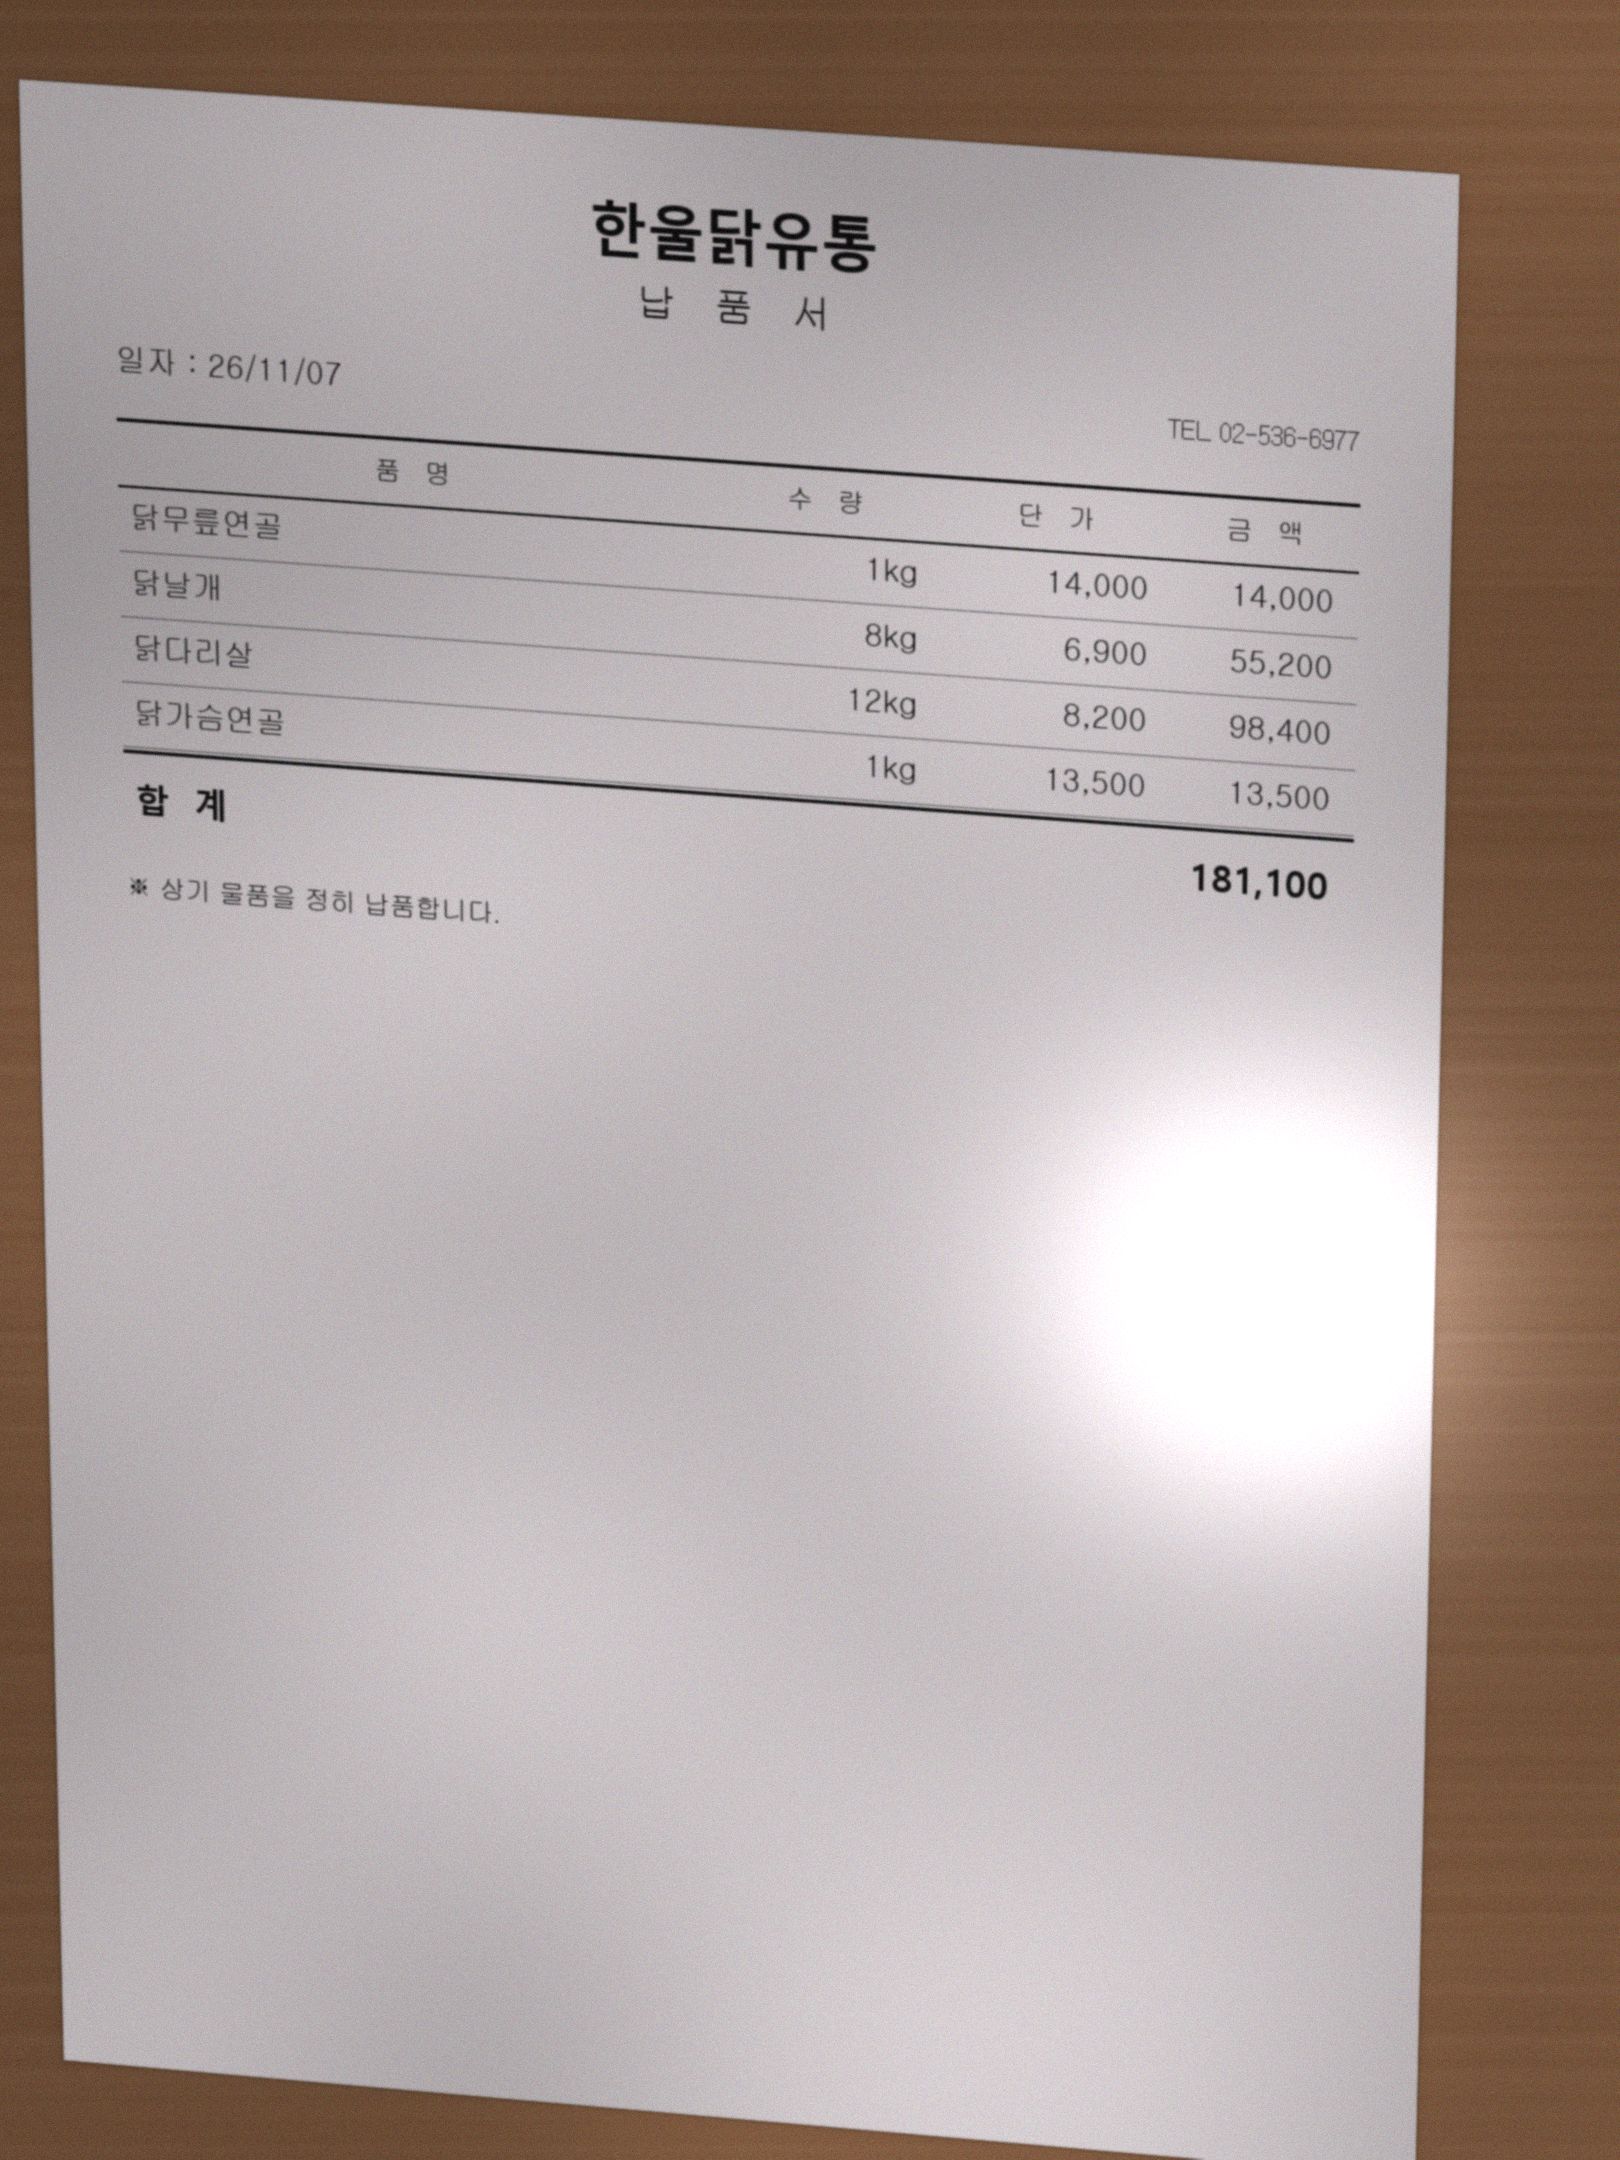 한울닭유통
납 품 서
일자 : 26/11/07
TEL. 02-536-6977
품 명 수 량 단 가 금 액
닭무릎연골 1kg 14,000 14,000
닭날개 8kg 6,900 55,200
닭다리살 12kg 8,200 98,400
닭가슴연골 1kg 13,500 13,500
합 계 181,100
※ 상기 물품을 정히 납품합니다.